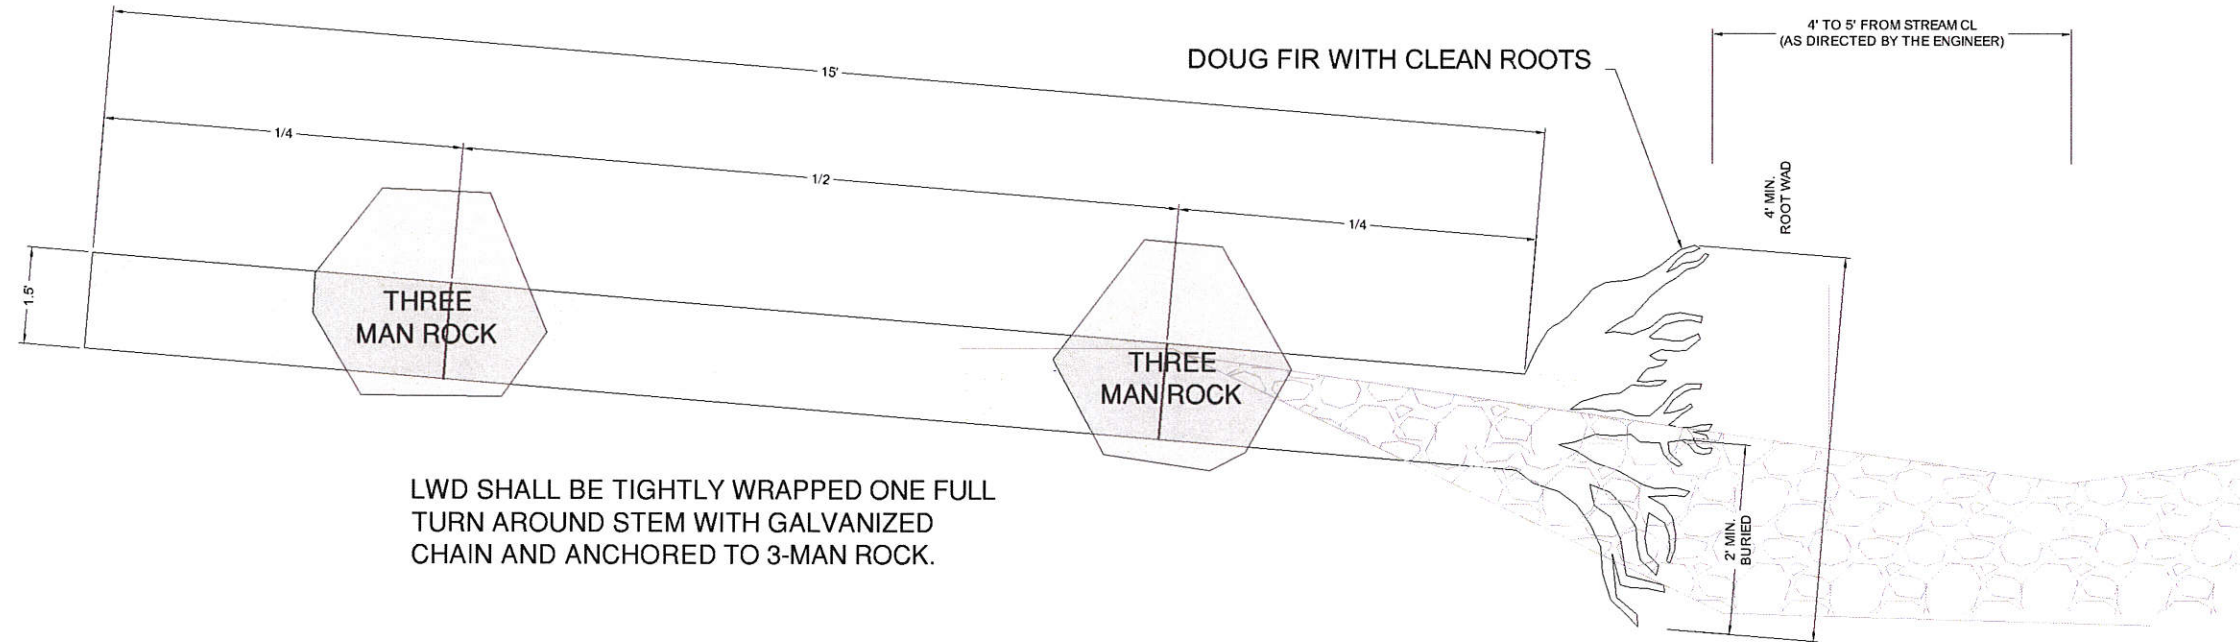 4' TO 5' FROM STREAM CL
(AS DIRECTED BY THE ENGINEER)
DOUG FIR WITH CLEAN ROOTS
15'
1/4
1/2
1/4
4' MIN.
ROOT WAD
1.5'
THREE
MAN ROCK
THREE
MAN ROCK
LWD SHALL BE TIGHTLY WRAPPED ONE FULL
TURN AROUND STEM WITH GALVANIZED
CHAIN AND ANCHORED TO 3-MAN ROCK.
2' MIN.
BURIED